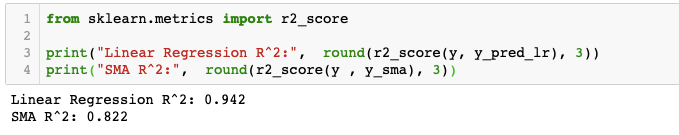 1 from sklearn.metrics import r2_score
2
3 print("Linear Regression R^2:",  round(r2_score(y, y_pred_lr), 3))
4 print("SMA R^2:",  round(r2_score(y , y_sma), 3))
Linear Regression R^2: 0.942
SMA R^2: 0.822